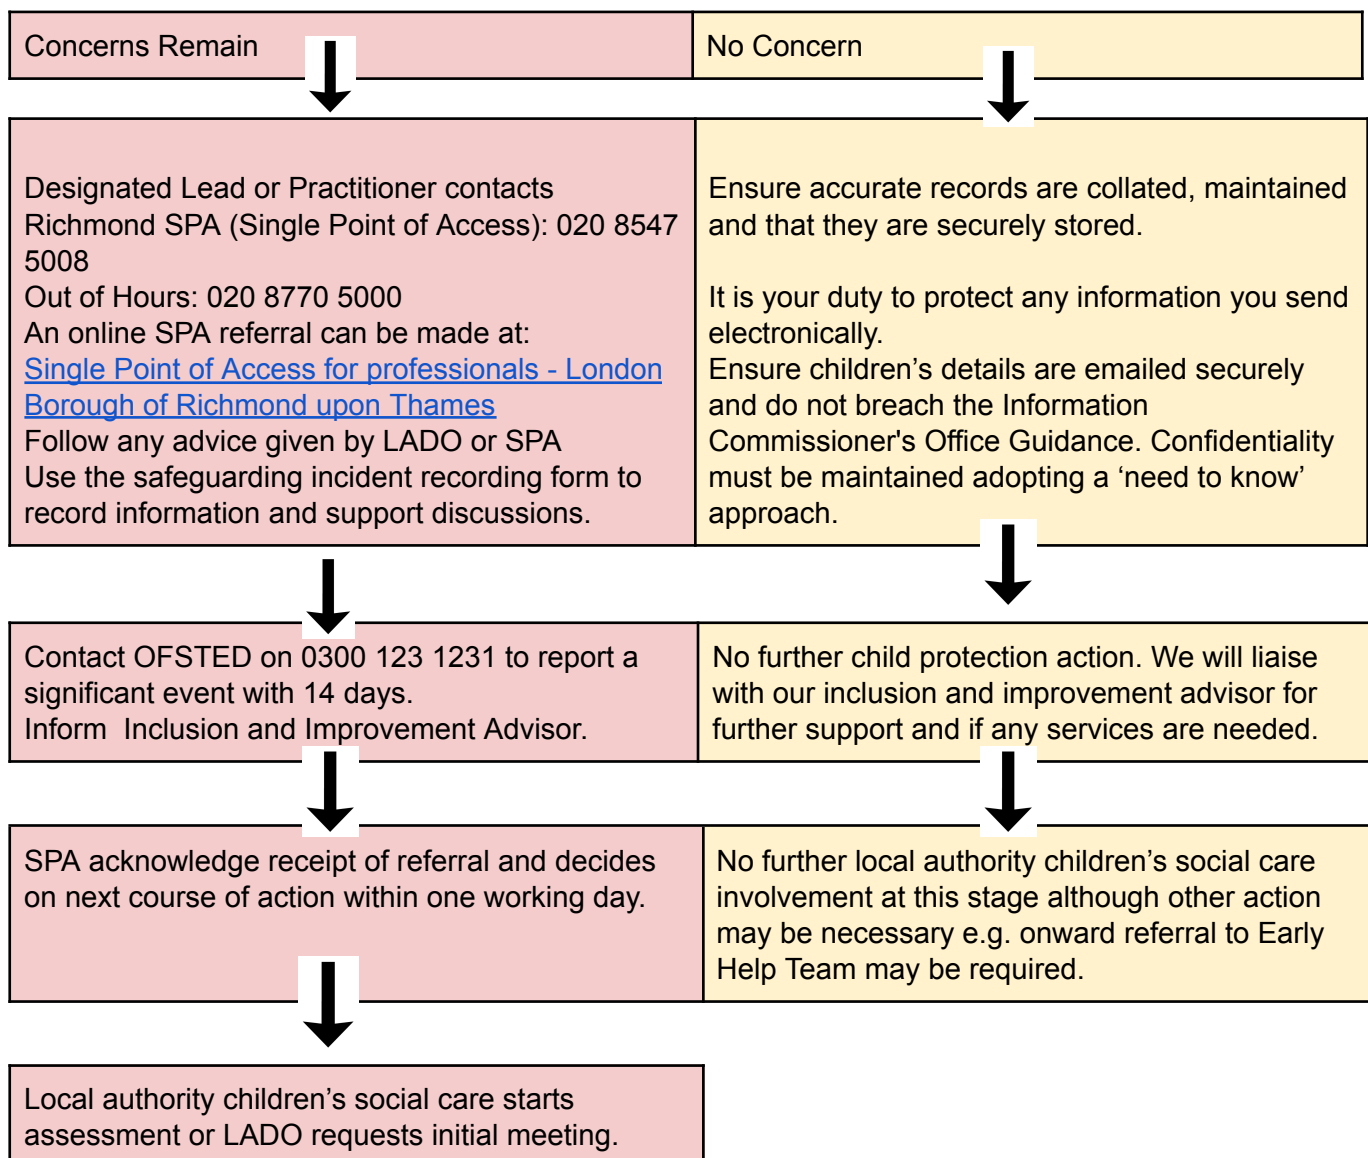 Concerns Remain
No Concern
Designated Lead or Practitioner contacts
Richmond SPA (Single Point of Access): 020 8547
5008
Out of Hours: 020 8770 5000
An online SPA referral can be made at:
Single Point of Access for professionals - London
Borough of Richmond upon Thames
Follow any advice given by LADO or SPA
Use the safeguarding incident recording form to
record information and support discussions.
Ensure accurate records are collated, maintained
and that they are securely stored.
It is your duty to protect any information you send
electronically.
Ensure children’s details are emailed securely
and do not breach the Information
Commissioner's Office Guidance. Confidentiality
must be maintained adopting a ‘need to know’
approach.
Contact OFSTED on 0300 123 1231 to report a
significant event with 14 days.
Inform  Inclusion and Improvement Advisor.
No further child protection action. We will liaise
with our inclusion and improvement advisor for
further support and if any services are needed.
SPA acknowledge receipt of referral and decides
on next course of action within one working day.
No further local authority children’s social care
involvement at this stage although other action
may be necessary e.g. onward referral to Early
Help Team may be required.
Local authority children’s social care starts
assessment or LADO requests initial meeting.